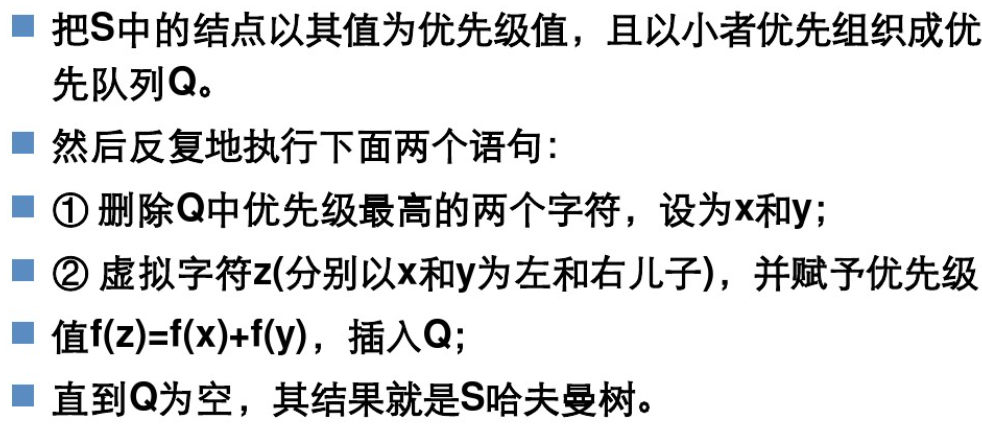 把S中的结点以其值为优先级值，且以小者优先组织成优
先队列Q。
然后反复地执行下面两个语句：
① 删除Q中优先级最高的两个字符，设为x和y；
② 虚拟字符z(分别以x和y为左和右儿子)，并赋予优先级
值f(z)=f(x)+f(y)，插入Q；
直到Q为空，其结果就是S哈夫曼树。